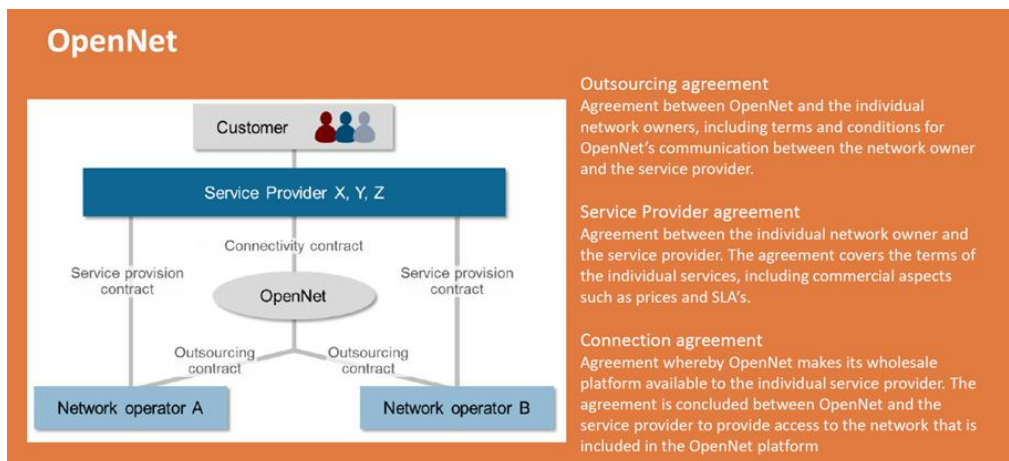 OpenNet
Customer
Service Provider X, Y, Z
Connectivity contract
Service provision
contract
Service provision
contract
OpenNet
Outsourcing
contract
Outsourcing
contract
Network operator A
Network operator B
Outsourcing agreement
Agreement between OpenNet and the individual
network owners, including terms and conditions for
OpenNet's communication between the network owner
and the service provider.
Service Provider agreement
Agreement between the individual network owner and
the service provider. The agreement covers the terms of
the individual services, including commercial aspects
such as prices and SLA's.
Connection agreement
Agreement whereby OpenNet makes its wholesale
platform available to the individual service provider. The
agreement is concluded between OpenNet and the
service provider to provide access to the network that is
included in the OpenNet platform